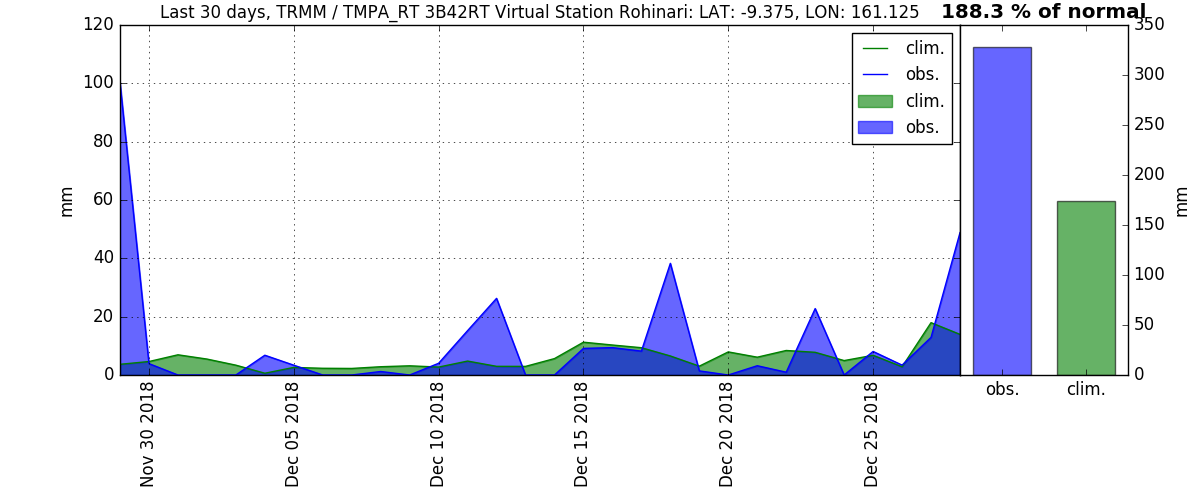 Last 30 days, TRMM / TMPA_RT 3B42RT Virtual Station Rohinari: LAT: -9.375, LON: 161.125
188.3 % of normal
120
100
80
60
40
20
0
mm
clim.
obs.
clim.
obs.
350
300
250
200
150
100
50
0
mm
Nov 30 2018
Dec 05 2018
Dec 10 2018
Dec 15 2018
Dec 20 2018
Dec 25 2018
obs.
clim.